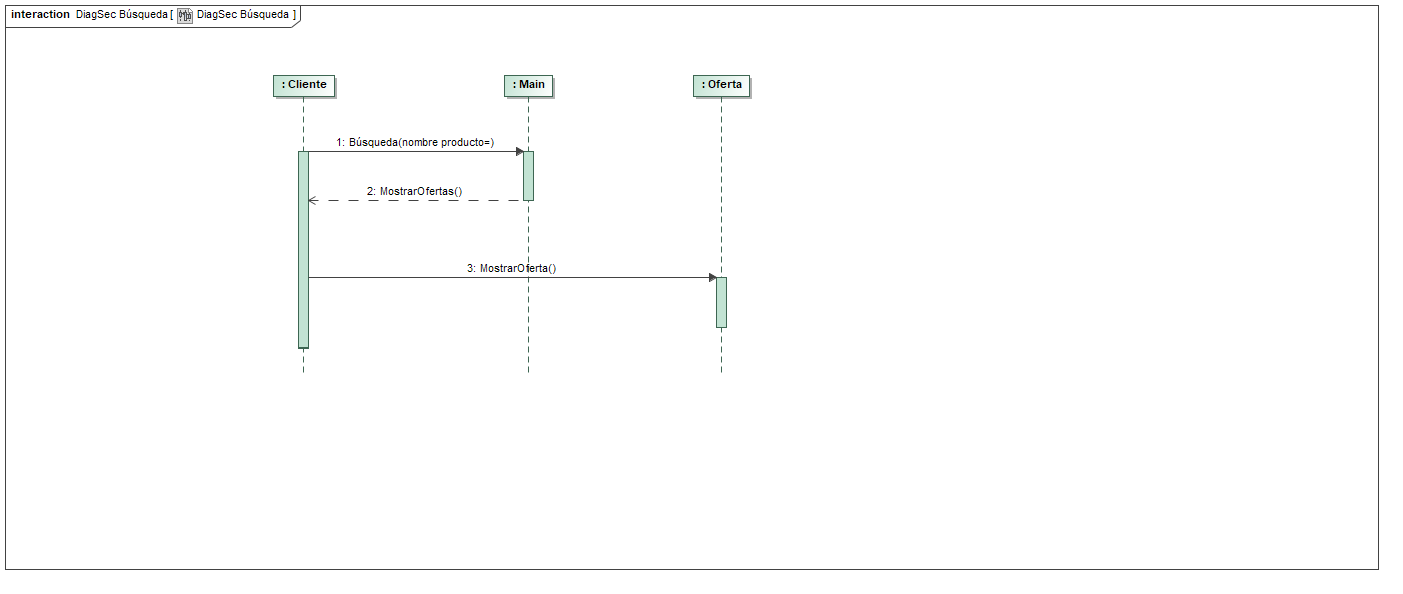 interaction DiagSec Búsqueda [ DiagSec Búsqueda ]
: Cliente
: Main
: Oferta
1: Búsqueda(nombre producto=)
2: MostrarOfertas()
3: MostrarOferta()